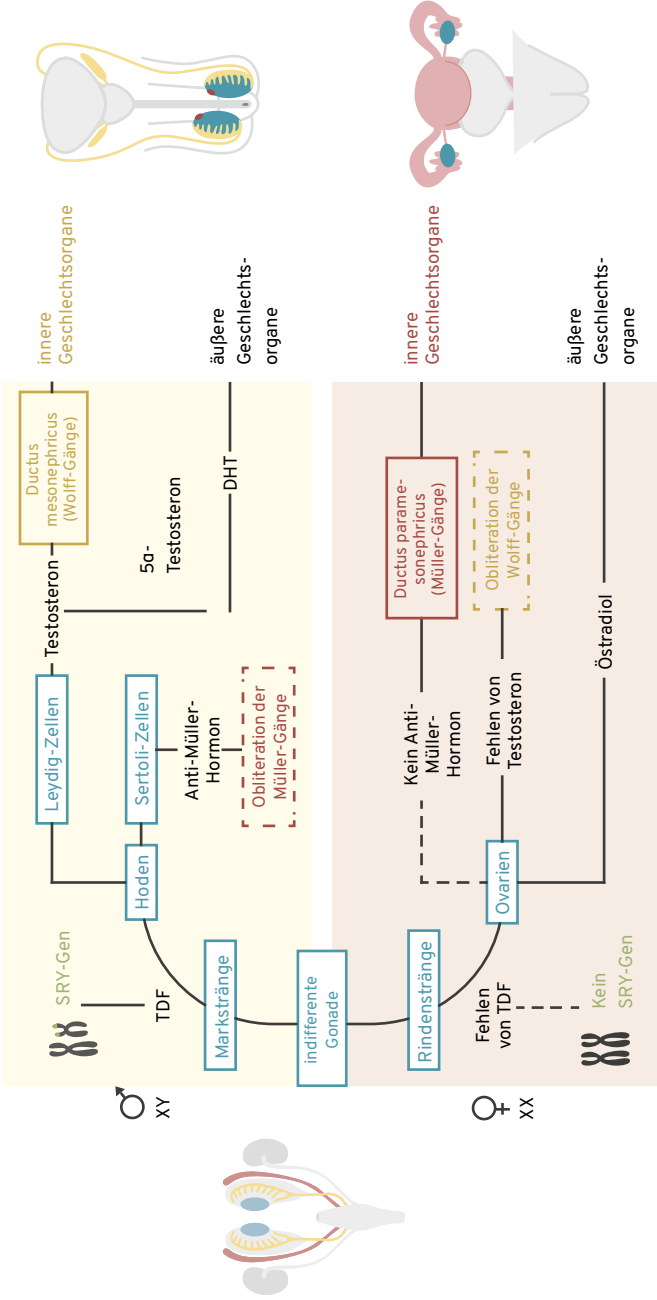 XY
SRY-Gen
TDF
Markstränge
Hoden
Leydig-Zellen
Testosteron
Ductus
mesonephricus
(Wolff-Gänge)
innere
Geschlechtsorgane
Sertoli-Zellen
Anti-Müller-
Hormon
Obliteration der
Müller-Gänge
5α-
Testosteron
DHT
äußere
Geschlechts-
organe
indifferente
Gonade
XX
Rindenstränge
Fehlen
von TDF
Kein
SRY-Gen
Ovarien
Kein Anti-
Müller-
Hormon
Ductus parame-
sonephricus
(Müller-Gänge)
innere
Geschlechtsorgane
Fehlen von
Testosteron
Obliteration der
Wolff-Gänge
Östradiol
äußere
Geschlechts-
organe